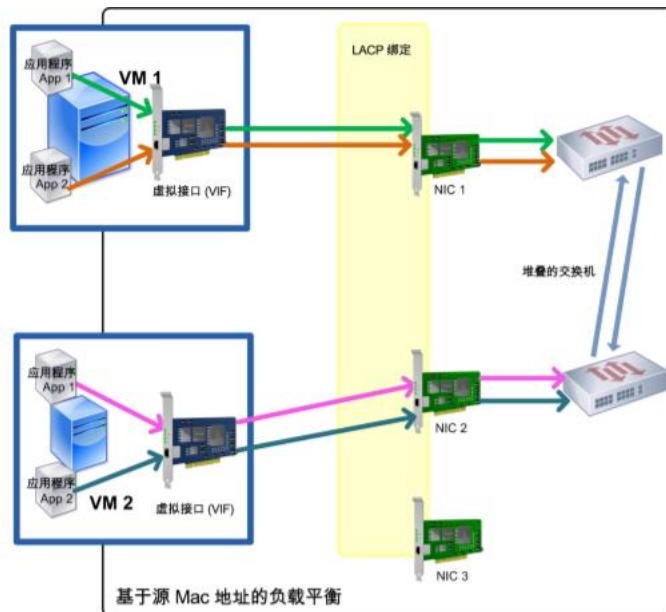 LACP 绑定
应用程序
App 1
VM 1
应用程序
App 2
虚拟接口 (VIF)
NIC 1
堆叠的交换机
应用程序
App 1
应用程序
App 2
VM 2
虚拟接口 (VIF)
NIC 2
NIC 3
基于源 Mac 地址的负载平衡